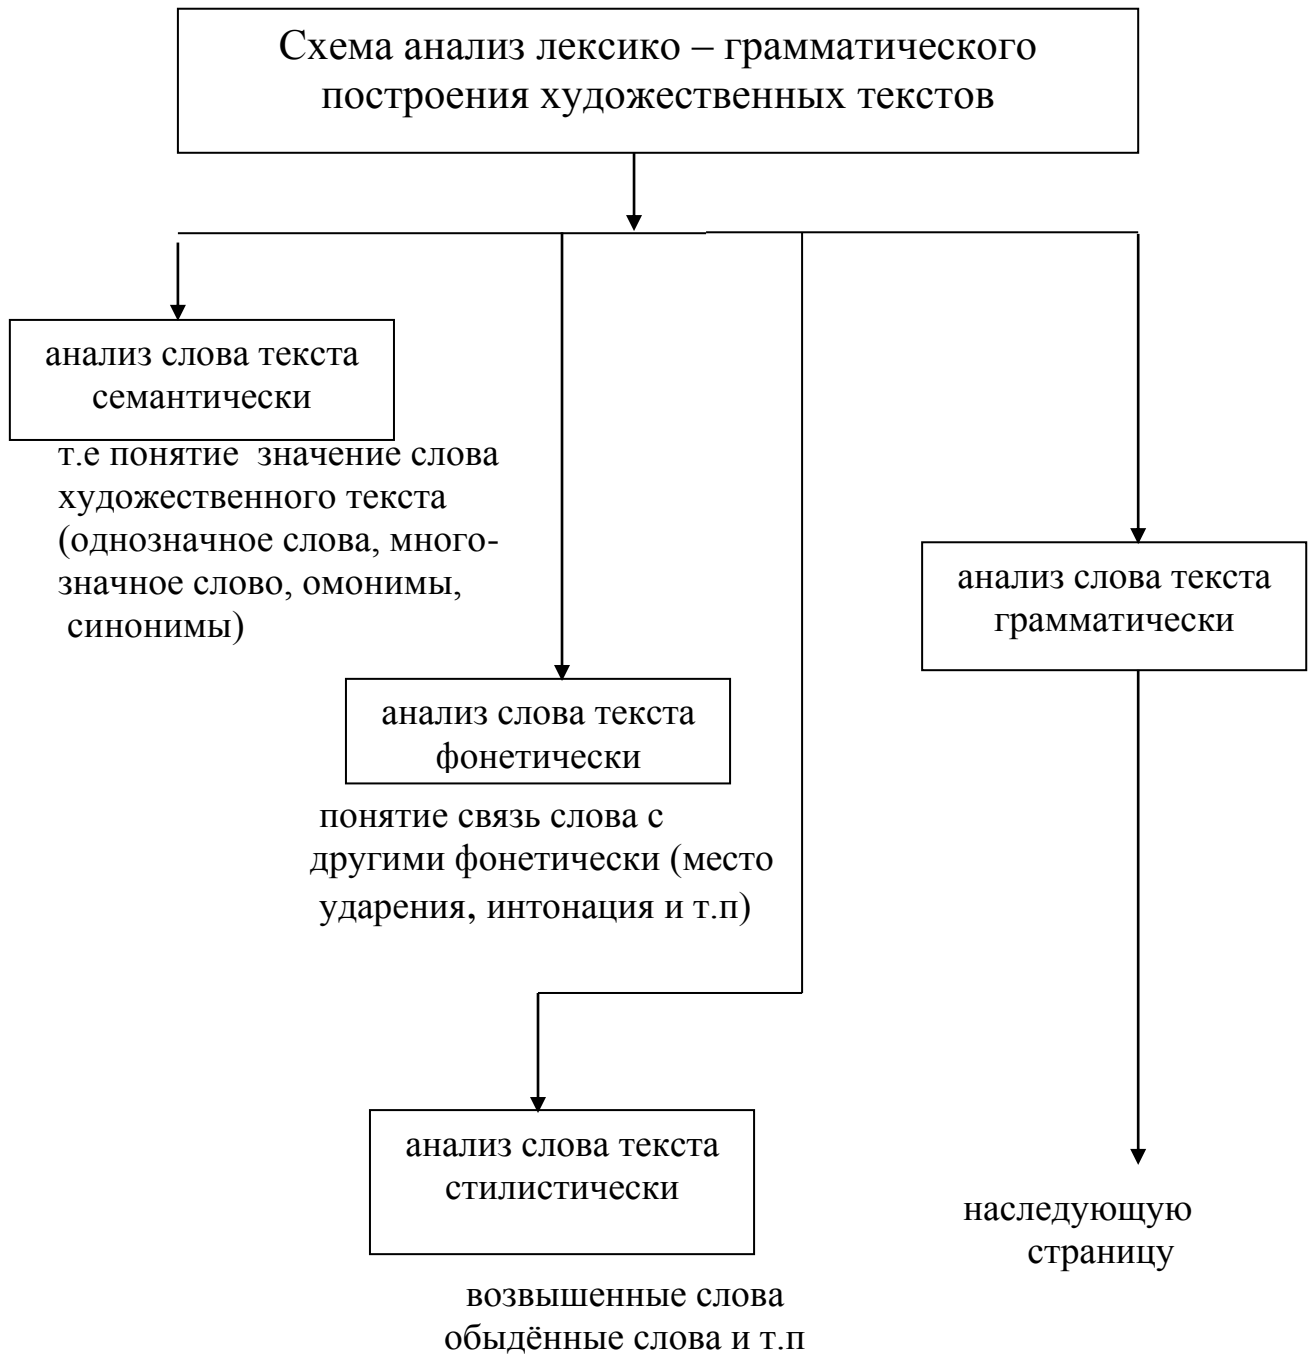 Схема анализ лексико – грамматического
построения художественных текстов
анализ слова текста
семантически
т.е понятие  значение слова
художественного текста
(однозначное слова, много-
значное слово, омонимы,
синонимы)
анализ слова текста
фонетически
понятие связь слова с
другими фонетически (место
ударения, интонация и т.п)
анализ слова текста
стилистически
возвышенные слова
обыдённые слова и т.п
анализ слова текста
грамматически
наследующую
страницу